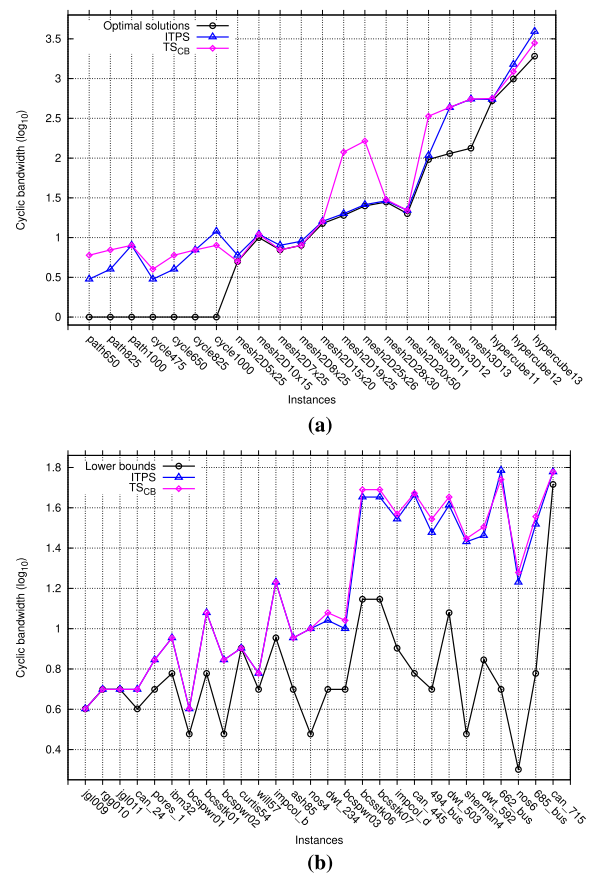 Optimal solutions
ITPS
TS_CB
Cyclic bandwidth (log10)
3.5
3
2.5
2
1.5
1
0.5
0
path650
path825
path1000
cycle475
cycle650
cycle825
cycle1000
mesh2D5x25
mesh2D10x15
mesh2D7x25
mesh2D8x25
mesh2D15x20
mesh2D19x25
mesh2D25x26
mesh2D28x30
mesh2D20x50
mesh3D11
mesh3D12
mesh3D13
hypercube11
hypercube12
hypercube13
Instances
(a)
Lower bounds
ITPS
TS_CB
Cyclic bandwidth (log10)
1.8
1.6
1.4
1.2
1
0.8
0.6
0.4
jgl009
rgg010
jgl011
can_24
pores_1
ibm32
bcspwr01
bcsstk01
bcspwr02
curtis54
will57
impcol_b
ash85
nos4
dwt_234
bcspwr03
bcsstk06
bcsstk07
impcol_d
can_445
494_bus
dwt_503
sherman4
dwt_592
662_bus
nos6
685_bus
can_715
Instances
(b)